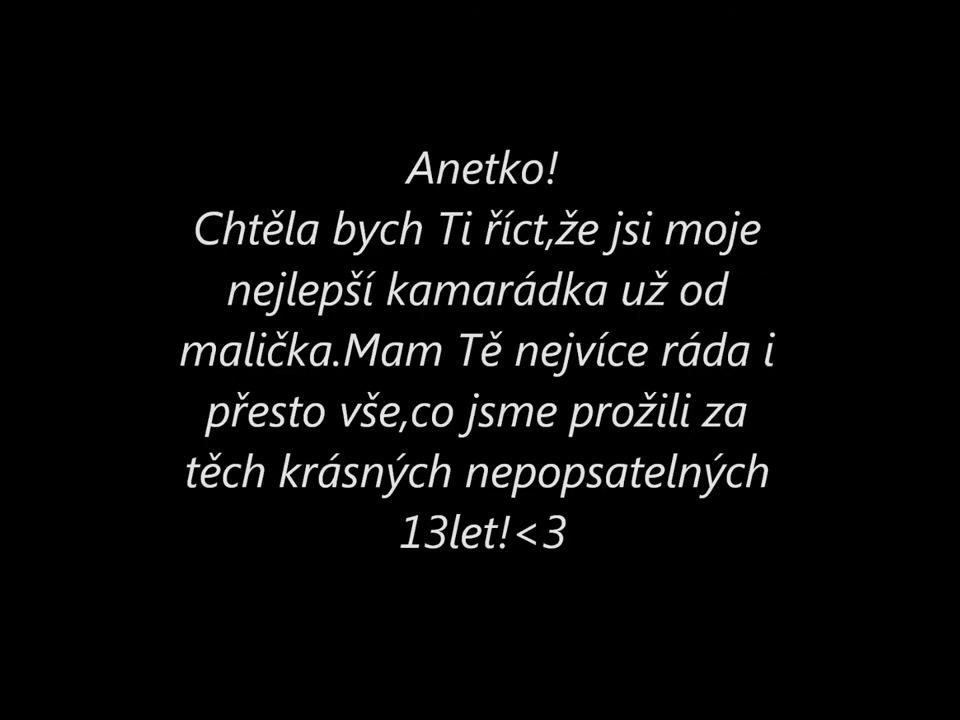 Anetko!
Chtěla bych Ti říct,že jsi moje
nejlepší kamarádka už od
malička.Mam Tě nejvíce ráda i
přesto vše,co jsme prožili za
těch krásných nepopsatelných
13let!<3